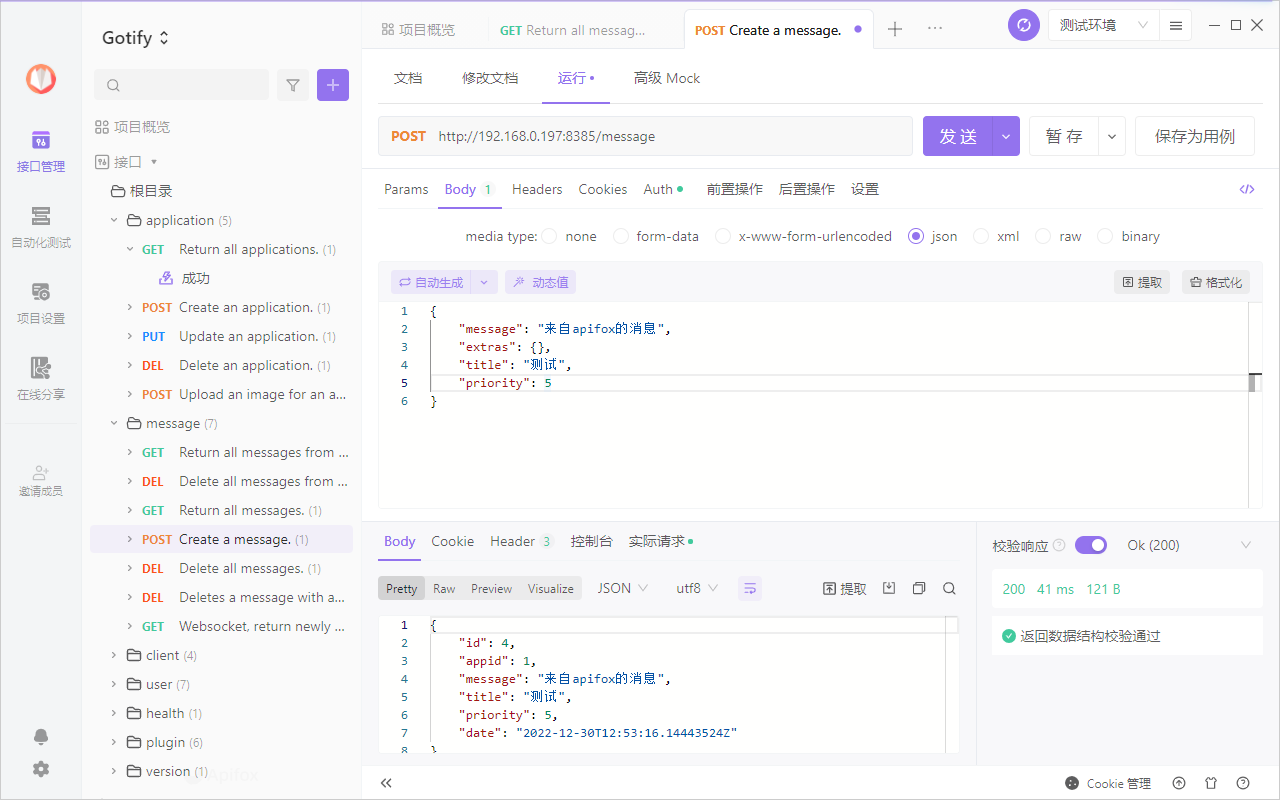 Gotify
项目概览
GET Return all messag...
POST Create a message.
测试环境
文档
修改文档
运行
高级 Mock
POST http://192.168.0.197:8385/message
发 送
暂 存
保存为用例
Params
Body 1
Headers
Cookies
Auth
前置操作
后置操作
设置
</>
media type:
none
form-data
x-www-form-urlencoded
json
xml
raw
binary
自动生成
动态值
提取
格式化
1 {
2 "message": "来自apifox的消息",
3 "extras": {},
4 "title": "测试",
5 "priority": 5
6 }
接口管理
自动化测试
项目设置
在线分享
邀请成员
项目概览
接口
根目录
application (5)
GET Return all applications. (1)
成功
POST Create an application. (1)
PUT Update an application. (1)
DEL Delete an application. (1)
POST Upload an image for an a...
message (7)
GET Return all messages from ...
DEL Delete all messages from ...
GET Return all messages. (1)
POST Create a message. (1)
DEL Delete all messages. (1)
DEL Deletes a message with a...
GET Websocket, return newly ...
client (4)
user (7)
health (1)
plugin (6)
version (1)
Body
Cookie
Header 3
控制台
实际请求
Pretty
Raw
Preview
Visualize
JSON
utf8
提取
1 {
2 "id": 4,
3 "appid": 1,
4 "message": "来自apifox的消息",
5 "title": "测试",
6 "priority": 5,
7 "date": "2022-12-30T12:53:16.14443524Z"
8 }
校验响应
Ok (200)
200 41 ms 121 B
返回数据结构校验通过
Cookie 管理